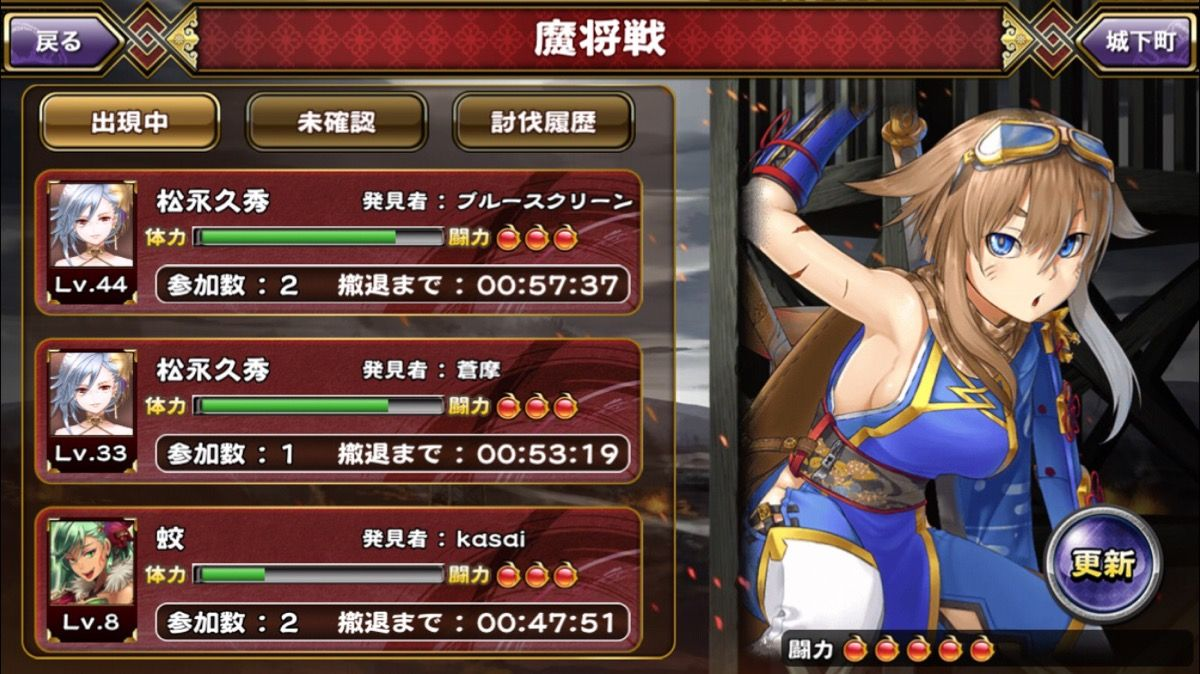 戻る
魔将戦
城下町
出現中
未確認
討伐履歴
松永久秀 発見者：ブルースクリーン
体力 闘力
Lv.44
参加数：2 撤退まで：00:57:37
松永久秀 発見者：蒼摩
体力 闘力
Lv.33
参加数：1 撤退まで：00:53:19
蛟 発見者：kasai
体力 闘力
Lv.8
参加数：2 撤退まで：00:47:51
更新
闘力